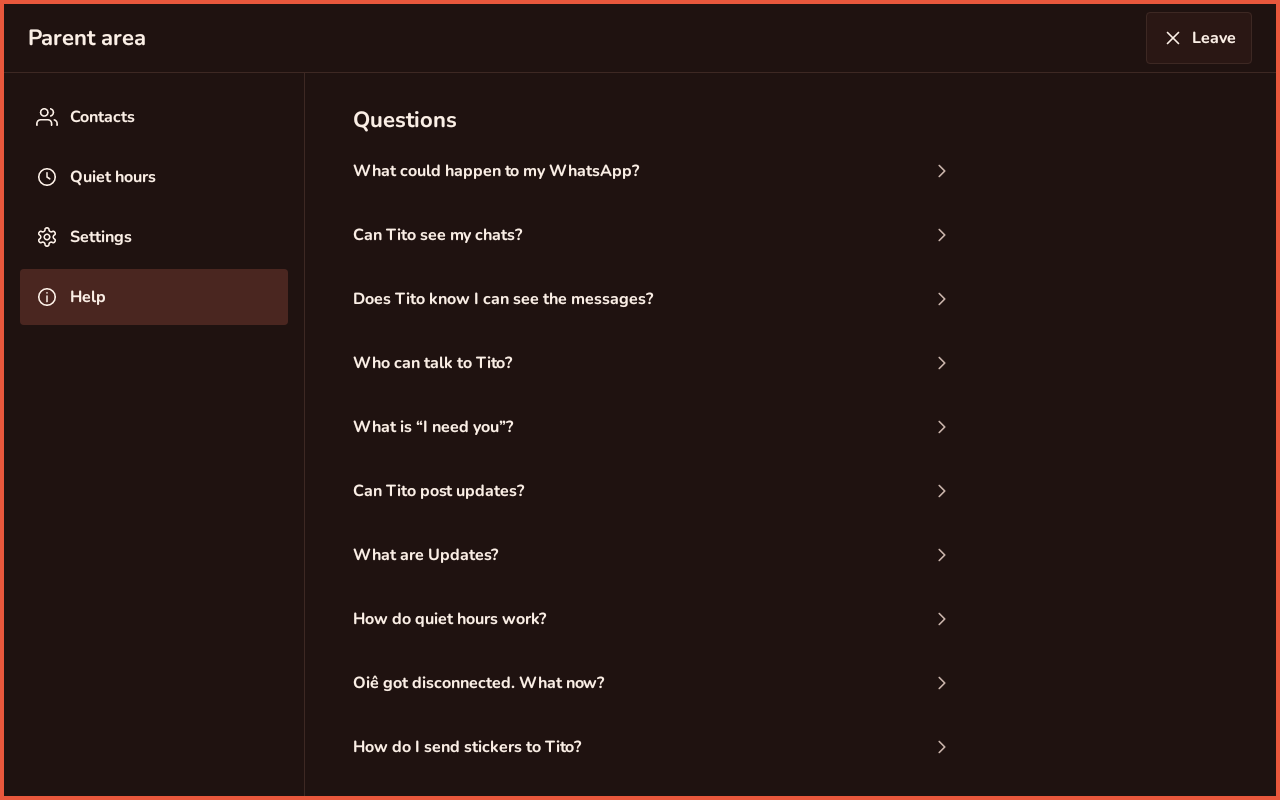 Parent area
Leave
Contacts
Quiet hours
Settings
Help
Questions
What could happen to my WhatsApp?
Can Tito see my chats?
Does Tito know I can see the messages?
Who can talk to Tito?
What is “I need you”?
Can Tito post updates?
What are Updates?
How do quiet hours work?
Oiê got disconnected. What now?
How do I send stickers to Tito?